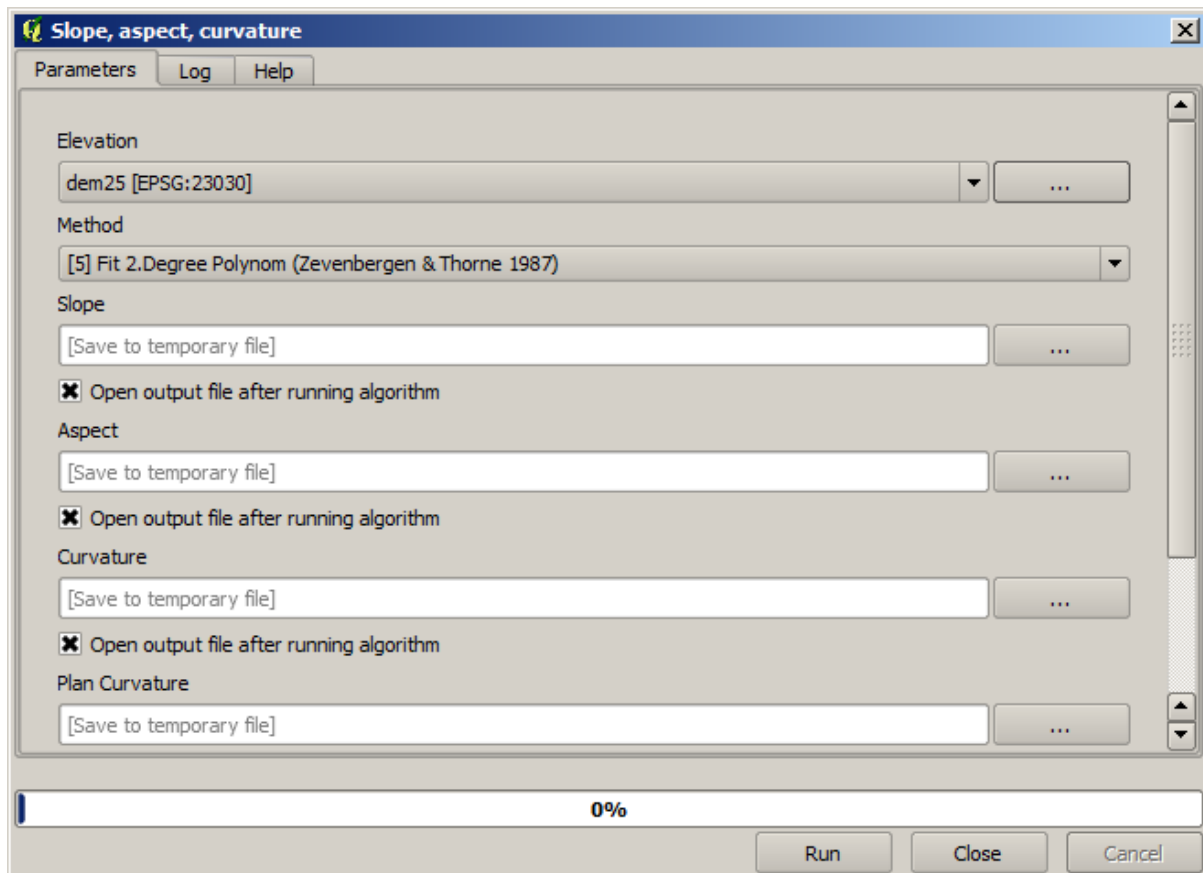 Slope, aspect, curvature
Parameters Log Help
Elevation
dem25 [EPSG:23030] ...
Method
[5] Fit 2.Degree Polynom (Zevenbergen & Thorne 1987)
Slope
[Save to temporary file] ...
Open output file after running algorithm
Aspect
[Save to temporary file] ...
Open output file after running algorithm
Curvature
[Save to temporary file] ...
Open output file after running algorithm
Plan Curvature
[Save to temporary file] ...
0%
Run Close Cancel